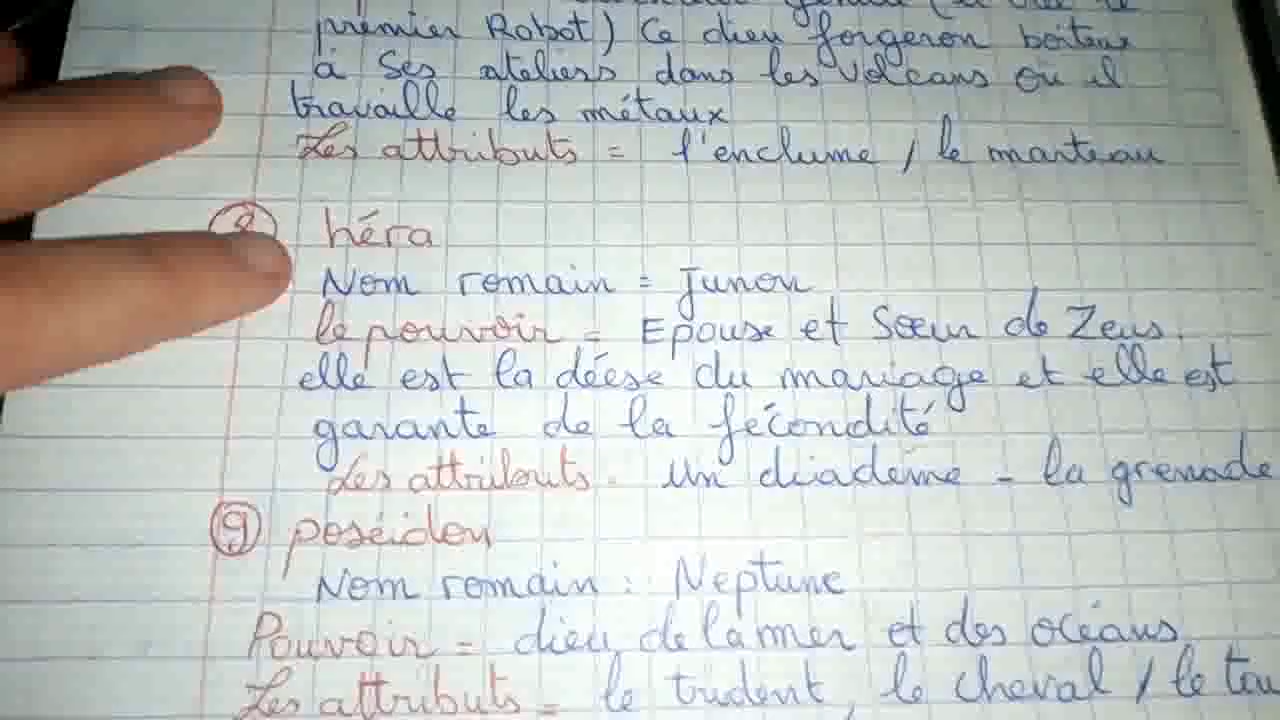 premier Robot) Ce dieu forgeron boiteux
à Ses ateliers dans les Volcans où il
travaille les métaux
Les attributs = l'enclume / le marteau
héra
Nom romain = Junon
le pouvoir = Epouse et Sœur de Zeus.
elle est la déese du mariage et elle est
garante de la fécondité
Les attributs. Un diademe - la grenade
9 poséidon
Nom romain : Neptune
Pouvoir = dieu de la mer et des océans
Les attributs = le trident, le cheval / le tau